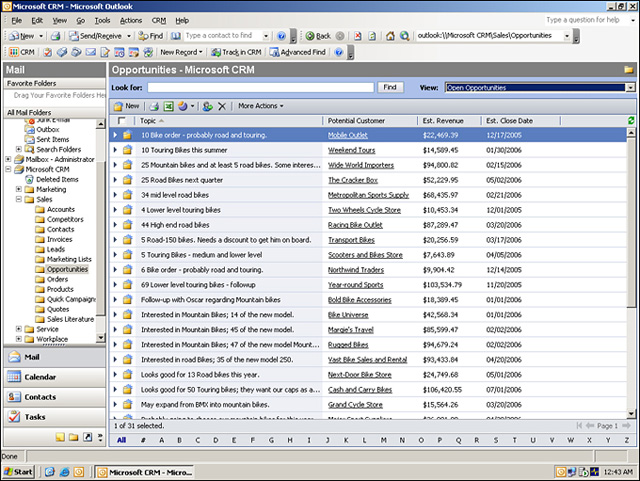 Microsoft CRM - Microsoft Outlook
File Edit View Go Tools Actions CRM Help
Type a question for help
New Send/Receive Find Type a contact to find Back outlook:\\Microsoft CRM\Sales\Opportunities
CRM New Record Track in CRM Advanced Find
Mail
Favorite Folders
Drag Your Favorite Folders He
All Mail Folders
Junk E-mail
Outbox
Sent Items
Search Folders
Mailbox - Administrator
Microsoft CRM
Deleted Items
Marketing
Sales
Accounts
Competitors
Contacts
Invoices
Leads
Marketing Lists
Opportunities
Orders
Products
Quick Campaigns
Quotes
Sales Literature
Service
Workplace
Mail
Calendar
Contacts
Tasks
Opportunities - Microsoft CRM
Look for: Find View: Open Opportunities
New More Actions
Topic Potential Customer Est. Revenue Est. Close Date
10 Bike order - probably road and touring. Mobile Outlet $22,469.39 12/17/2005
10 Touring Bikes this summer Weekend Tours $14,589.45 01/30/2006
25 Mountain bikes and at least 5 road bikes. Some interes... Wide World Importers $94,800.82 02/15/2006
25 Road Bikes next quarter The Cracker Box $52,229.95 05/02/2006
34 mid level road bikes Metropolitan Sports Supply $68,435.97 02/21/2006
4 Lower level touring bikes Two Wheels Cycle Store $10,453.34 12/01/2005
44 High end road bikes Racing Bike Outlet $87,289.47 03/20/2006
5 Road-150 bikes. Needs a discount to get him on board. Transport Bikes $20,256.59 03/17/2006
5 Touring Bikes - medium and lower level Scooters and Bikes Store $7,643.89 04/05/2006
6 Bike order - probably road and touring. Northwind Traders $9,904.42 12/14/2005
69 Lower level touring bikes - followup Year-round Sports $103,534.79 11/20/2005
Follow-up with Oscar regarding Mountain bikes Bold Bike Accessories $18,389.45 01/01/2006
Interested in Mountain Bikes; 14 of the new model. Bike Universe $42,568.34 01/03/2006
Interested in Mountain Bikes; 45 of the new model. Margie's Travel $85,599.47 02/02/2006
Interested in Mountain Bikes; 47 of the new model Mount... Rugged Bikes $94,679.24 02/02/2006
Interested in road Bikes; 35 of the new model 250. Vast Bike Sales and Rental $93,433.84 04/20/2006
Looks good for 13 Road bikes this year. Next-Door Bike Store $24,749.68 05/01/2006
Looks good for 50 Touring bikes; they want our caps as a... Cash and Carry Bikes $106,420.55 07/01/2006
May expand from BMX into mountain bikes. Grand Cycle Store $15,564.26 03/20/2006
1 of 31 selected. Page 1
All # A B C D E F G H I J K L M N O P Q R S T U V W X Y Z
Done
Start Microsoft CRM - Micro... 12:43 AM